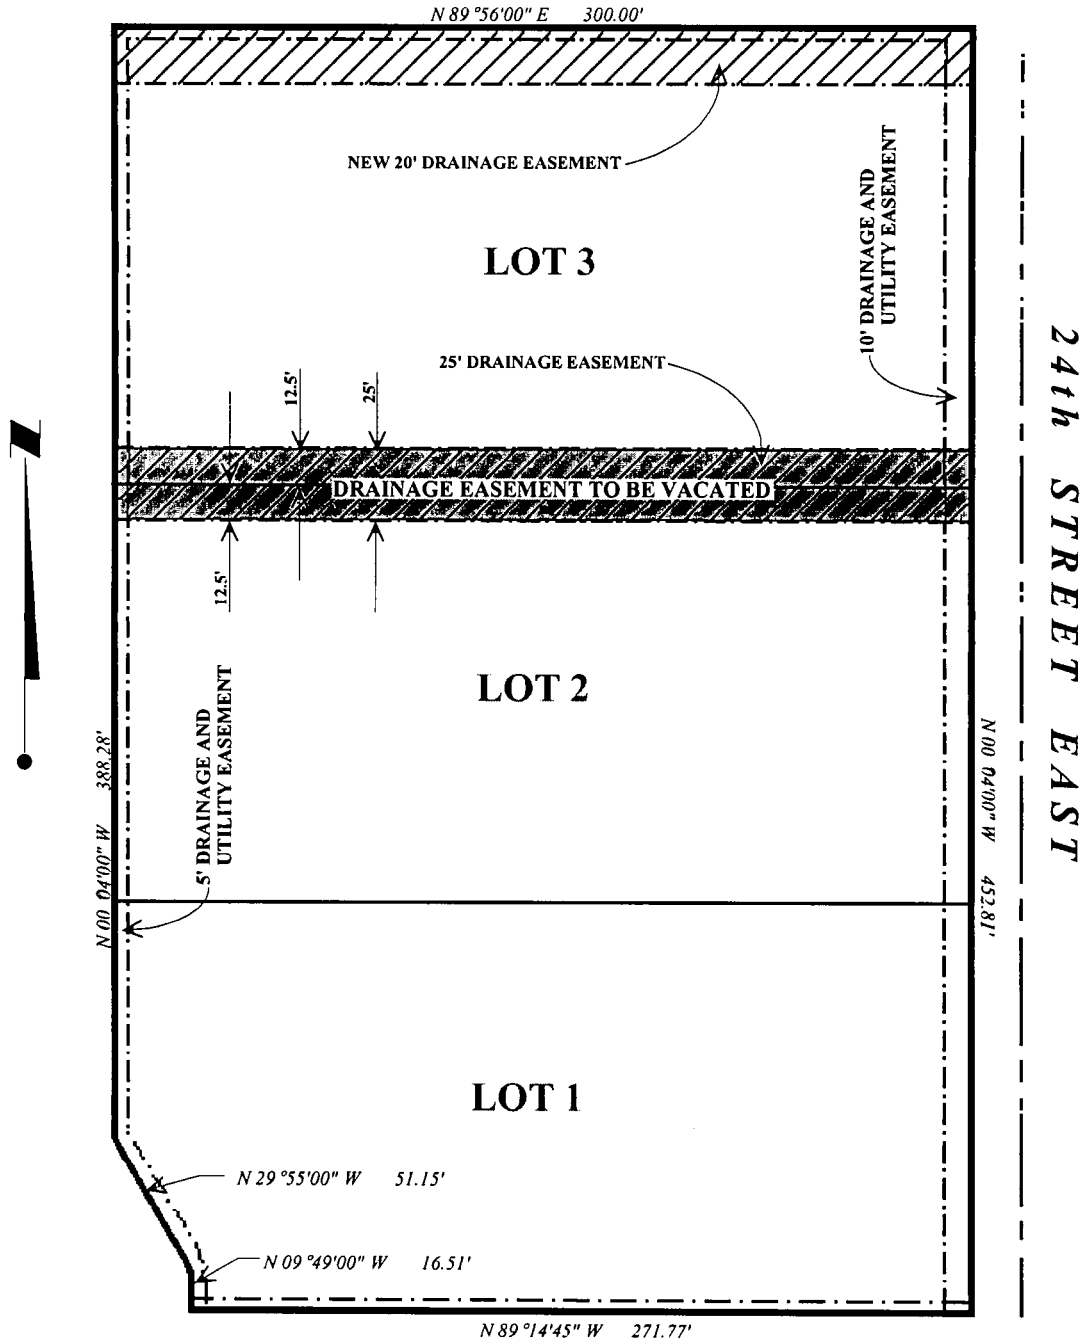 N 89°56'00" E 300.00'
NEW 20' DRAINAGE EASEMENT
10' DRAINAGE AND
UTILITY EASEMENT
LOT 3
25' DRAINAGE EASEMENT
12.5'
12.5'
25'
DRAINAGE EASEMENT TO BE VACATED
12.5'
24th STREET EAST
N
LOT 2
5' DRAINAGE AND
UTILITY EASEMENT
N 00 04'00" W 388.28'
N 00 04'00" W 452.81'
LOT 1
N 29°55'00" W 51.15'
N 09°49'00" W 16.51'
N 89°14'45" W 271.77'